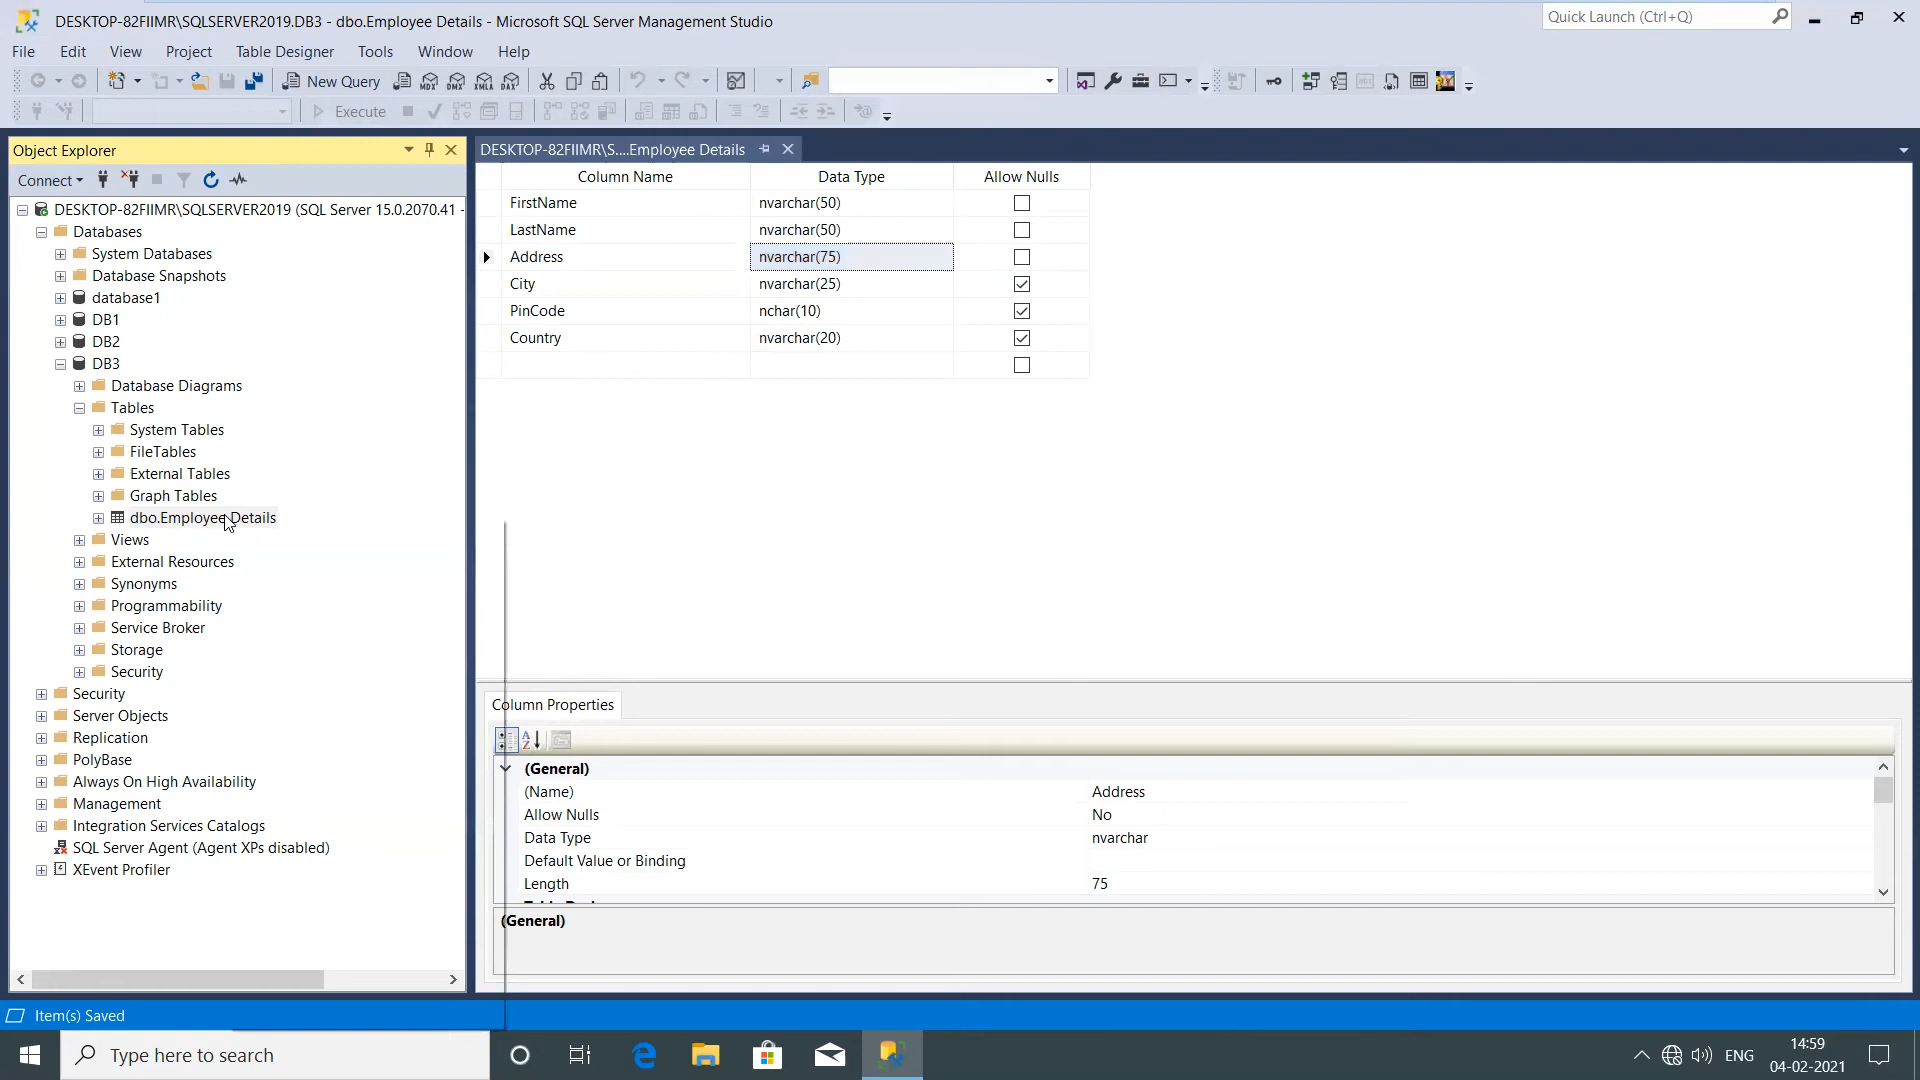 DESKTOP-82FIIMR\SQLSERVER2019.DB3 - dbo.Employee Details - Microsoft SQL Server Management Studio
Quick Launch (Ctrl+Q)
File Edit View Project Table Designer Tools Window Help
New Query MDX DMX XMLA DAX
Execute
Object Explorer
Connect
DESKTOP-82FIIMR\SQLSERVER2019 (SQL Server 15.0.2070.41 -
Databases
System Databases
Database Snapshots
database1
DB1
DB2
DB3
Database Diagrams
Tables
System Tables
FileTables
External Tables
Graph Tables
dbo.Employee Details
Views
External Resources
Synonyms
Programmability
Service Broker
Storage
Security
Security
Server Objects
Replication
PolyBase
Always On High Availability
Management
Integration Services Catalogs
SQL Server Agent (Agent XPs disabled)
XEvent Profiler
DESKTOP-82FIIMR\S....Employee Details
Column Name Data Type Allow Nulls
FirstName nvarchar(50)
LastName nvarchar(50)
Address nvarchar(75)
City nvarchar(25)
PinCode nchar(10)
Country nvarchar(20)
Column Properties
(General)
(Name) Address
Allow Nulls No
Data Type nvarchar
Default Value or Binding
Length 75
(General)
Item(s) Saved
Type here to search
ENG
14:59
04-02-2021